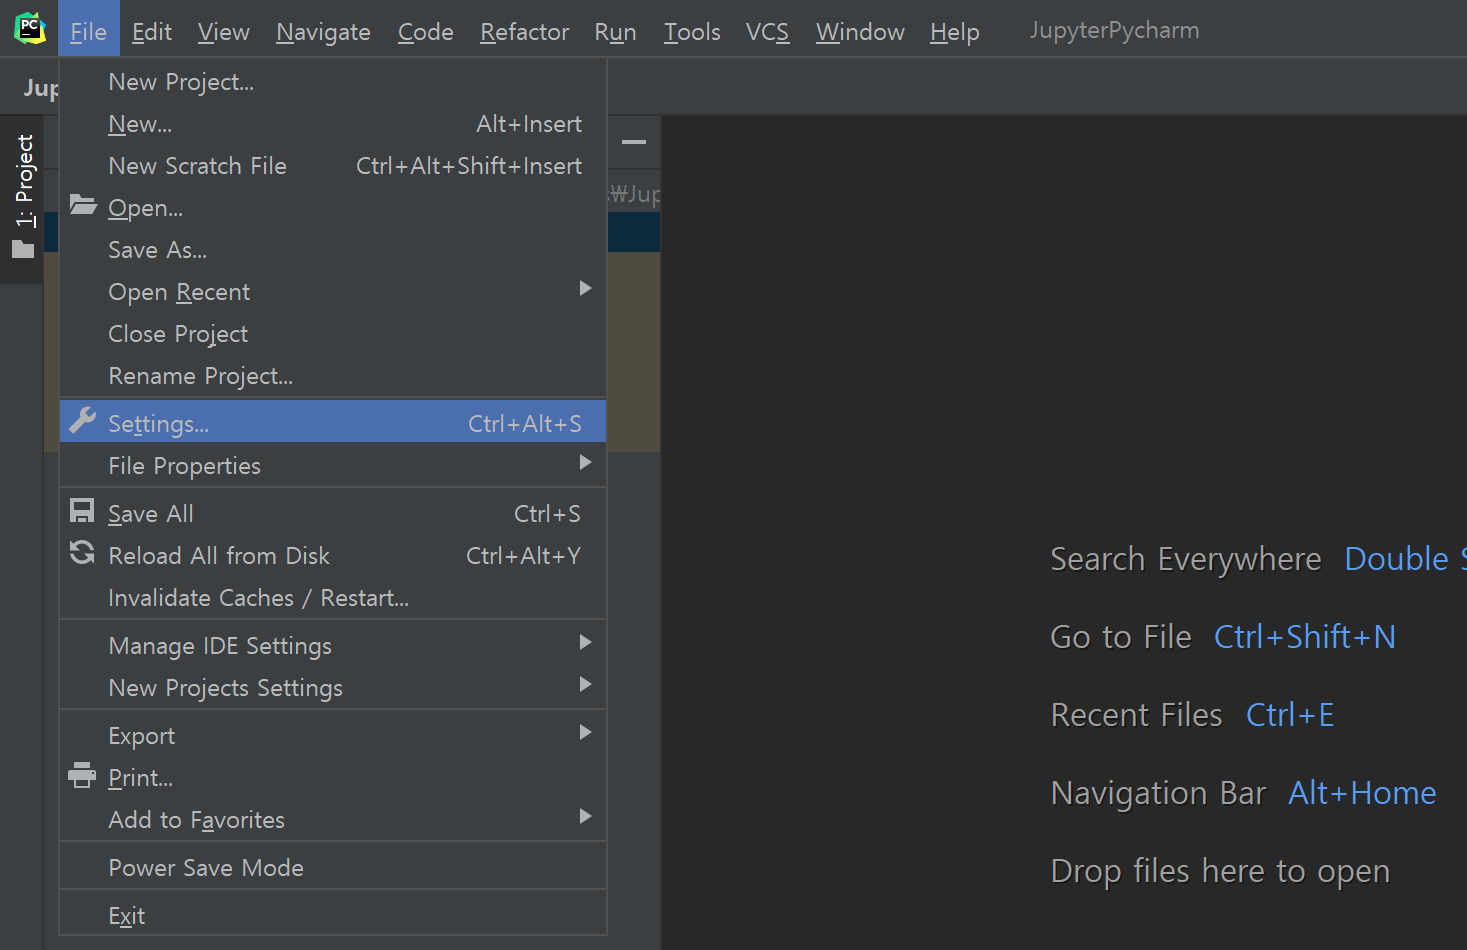 PC
File Edit View Navigate Code Refactor Run Tools VCS Window Help JupyterPycharm
Jup
1: Project
New Project...
New... Alt+Insert
New Scratch File Ctrl+Alt+Shift+Insert
₩Jup
Open...
Save As...
Open Recent
Close Project
Rename Project...
Settings... Ctrl+Alt+S
File Properties
Save All Ctrl+S
Reload All from Disk Ctrl+Alt+Y
Invalidate Caches / Restart...
Manage IDE Settings
New Projects Settings
Export
Print...
Add to Favorites
Power Save Mode
Exit
Search Everywhere Double S
Go to File Ctrl+Shift+N
Recent Files Ctrl+E
Navigation Bar Alt+Home
Drop files here to open